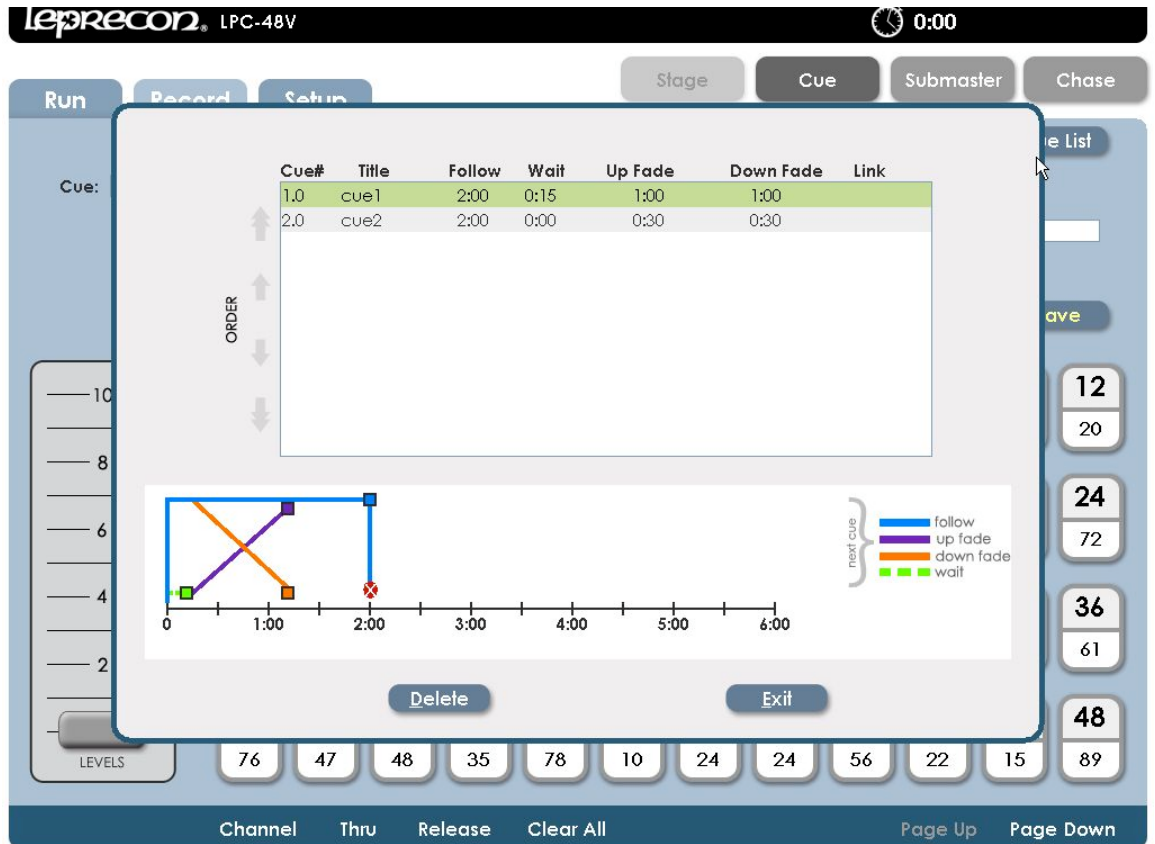 leprecon® LPC-48V 0:00
Run Record Setup Stage Cue Submaster Chase
e List
Cue:
Cue# Title Follow Wait Up Fade Down Fade Link
1.0 cue1 2:00 0:15 1:00 1:00
2.0 cue2 2:00 0:00 0:30 0:30
ORDER
ave
10
8
6
4
2
LEVELS
12
20
24
72
36
61
48
89
next cue
follow
up fade
down fade
wait
0 1:00 2:00 3:00 4:00 5:00 6:00
Delete Exit
76 47 48 35 78 10 24 24 56 22 15
Channel Thru Release Clear All Page Up Page Down